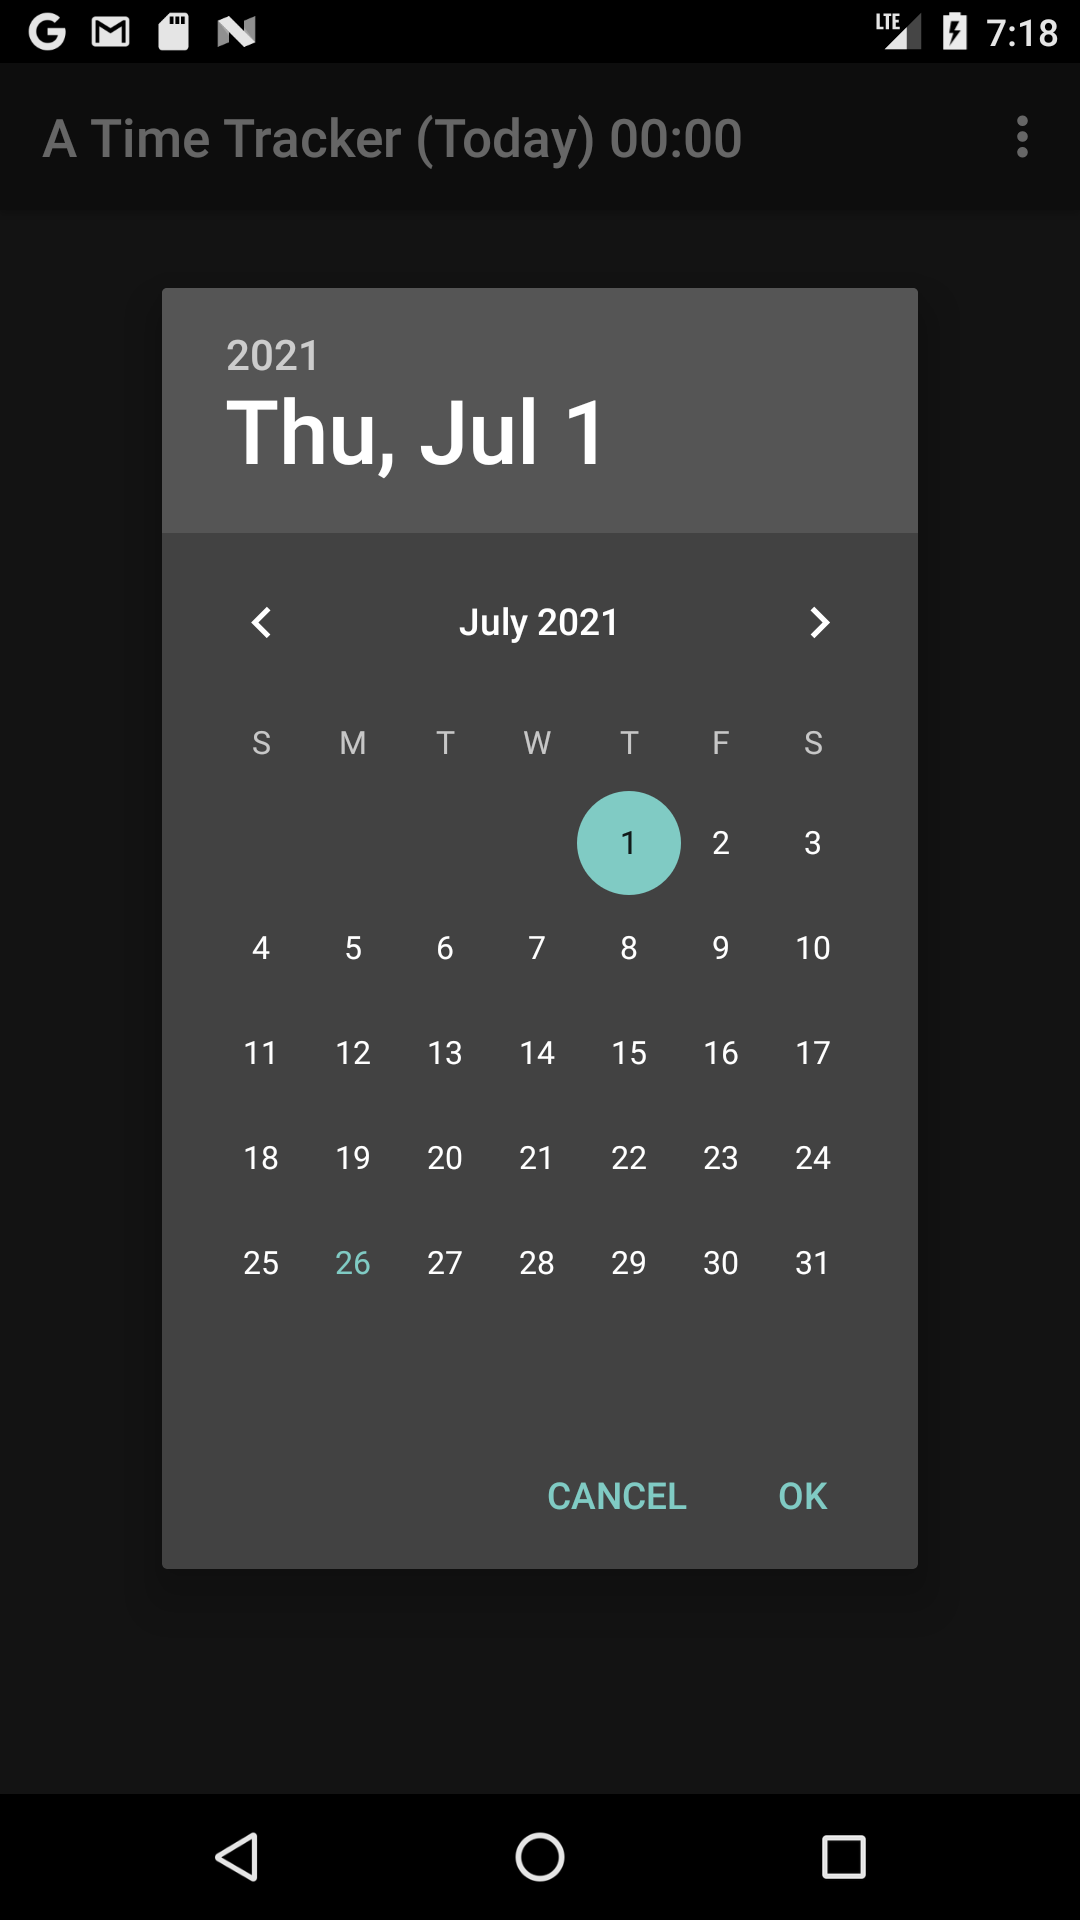 LTE 7:18
A Time Tracker (Today) 00:00
2021
Thu, Jul 1
July 2021
S M T W T F S
1 2 3
4 5 6 7 8 9 10
11 12 13 14 15 16 17
18 19 20 21 22 23 24
25 26 27 28 29 30 31
CANCEL OK